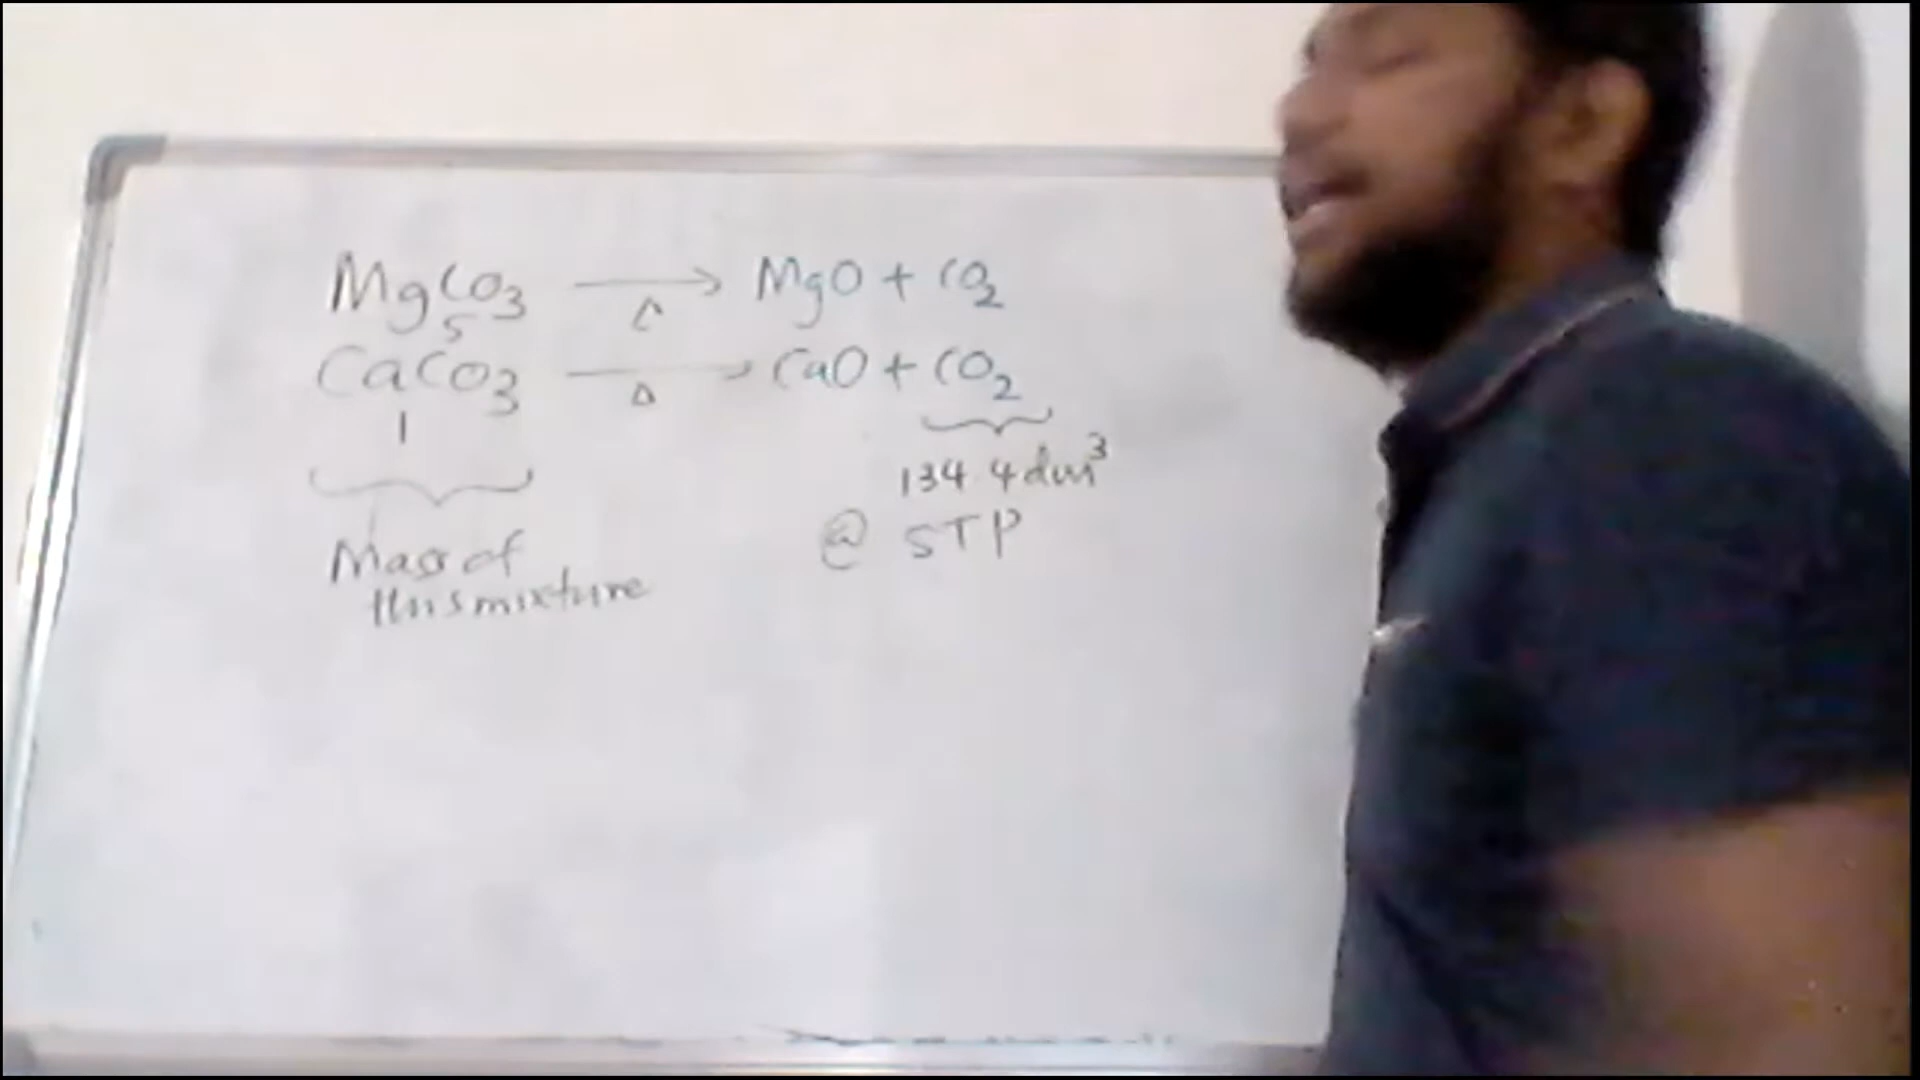 MgCO3 → MgO + CO2
5 Δ
CaCO3 → CaO + CO2
1 Δ
134.4 dm³
@ STP
Mass of
this mixture